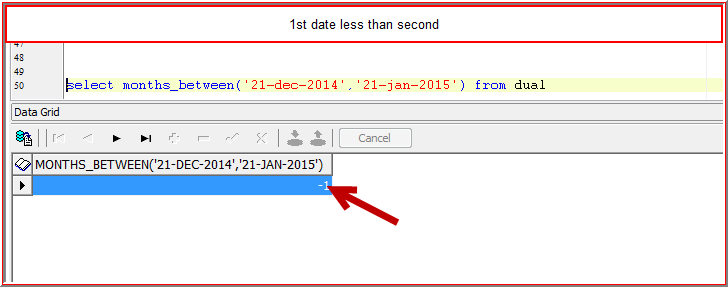 1st date less than second
47
48
49
50 select months_between('21-dec-2014','21-jan-2015') from dual
Data Grid
Cancel
MONTHS_BETWEEN('21-DEC-2014','21-JAN-2015')
-1